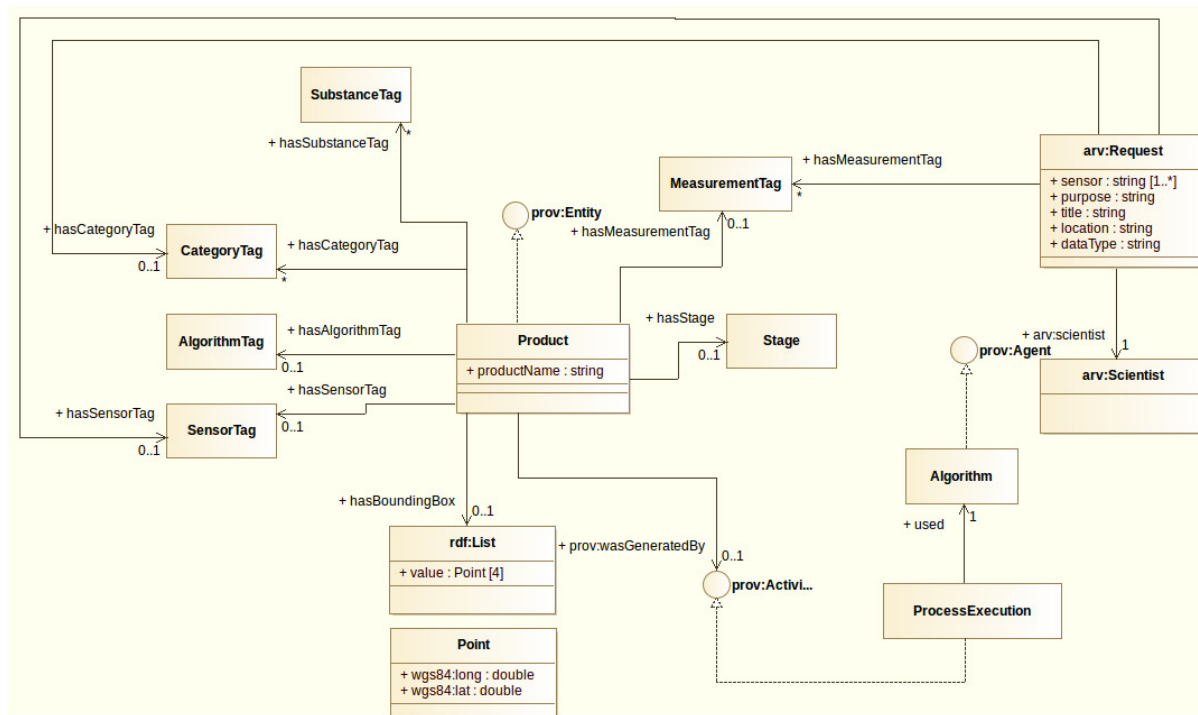 SubstanceTag
*
+ hasSubstanceTag
arv:Request
+ sensor : string [1..*]
+ purpose : string
+ title : string
+ location : string
+ dataType : string
+ hasMeasurementTag
*
MeasurementTag
0..1
+ hasMeasurementTag
prov:Entity
+ hasCategoryTag
0..1
CategoryTag
+ hasCategoryTag
*
AlgorithmTag
+ hasAlgorithmTag
0..1
Product
+ productName : string
+ hasStage
0..1
Stage
+ arv:scientist
1
prov:Agent
arv:Scientist
+ hasSensorTag
0..1
SensorTag
+ hasSensorTag
0..1
Algorithm
+ used
1
+ hasBoundingBox
0..1
rdf:List
+ value : Point [4]
+ prov:wasGeneratedBy
0..1
prov:Activi...
ProcessExecution
Point
+ wgs84:long : double
+ wgs84:lat : double